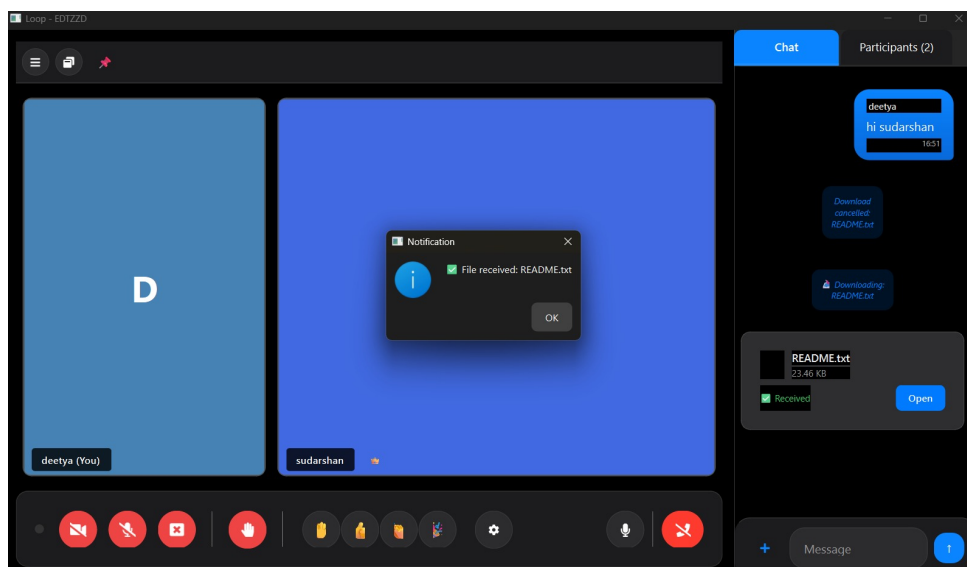 Loop - EDTZZD
Chat
Participants (2)
deetya
hi sudarshan
16:51
Download
cancelled:
README.txt
Downloading:
README.txt
README.txt
23.46 KB
Received
Open
Notification
File received: README.txt
OK
D
deetya (You)
sudarshan
Message